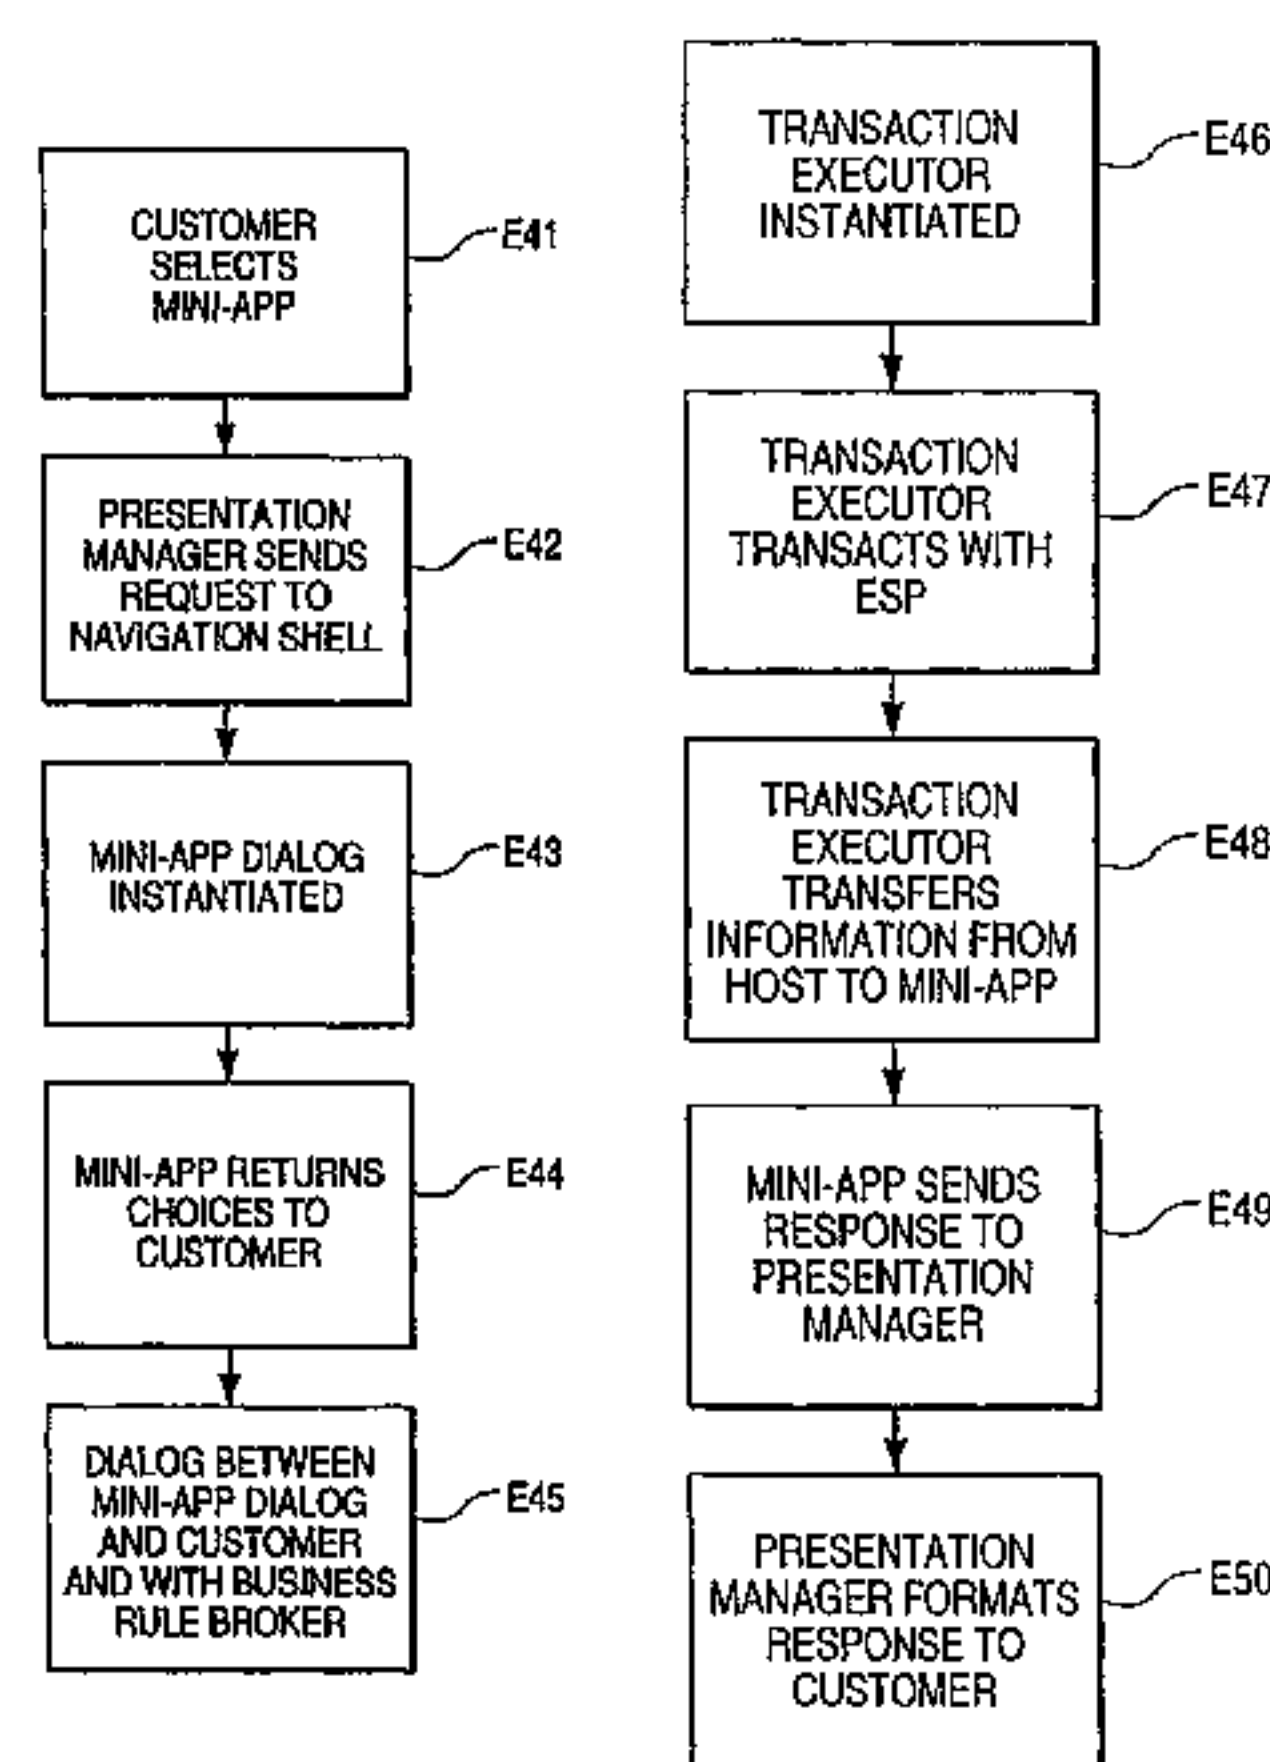 CUSTOMER
SELECTS
MINI-APP
E41
PRESENTATION
MANAGER SENDS
REQUEST TO
NAVIGATION SHELL
E42
MINI-APP DIALOG
INSTANTIATED
E43
MINI-APP RETURNS
CHOICES TO
CUSTOMER
E44
DIALOG BETWEEN
MINI-APP DIALOG
AND CUSTOMER
AND WITH BUSINESS
RULE BROKER
E45
TRANSACTION
EXECUTOR
INSTANTIATED
E46
TRANSACTION
EXECUTOR
TRANSACTS WITH
ESP
E47
TRANSACTION
EXECUTOR
TRANSFERS
INFORMATION FROM
HOST TO MINI-APP
E48
MINI-APP SENDS
RESPONSE TO
PRESENTATION
MANAGER
E49
PRESENTATION
MANAGER FORMATS
RESPONSE TO
CUSTOMER
E50